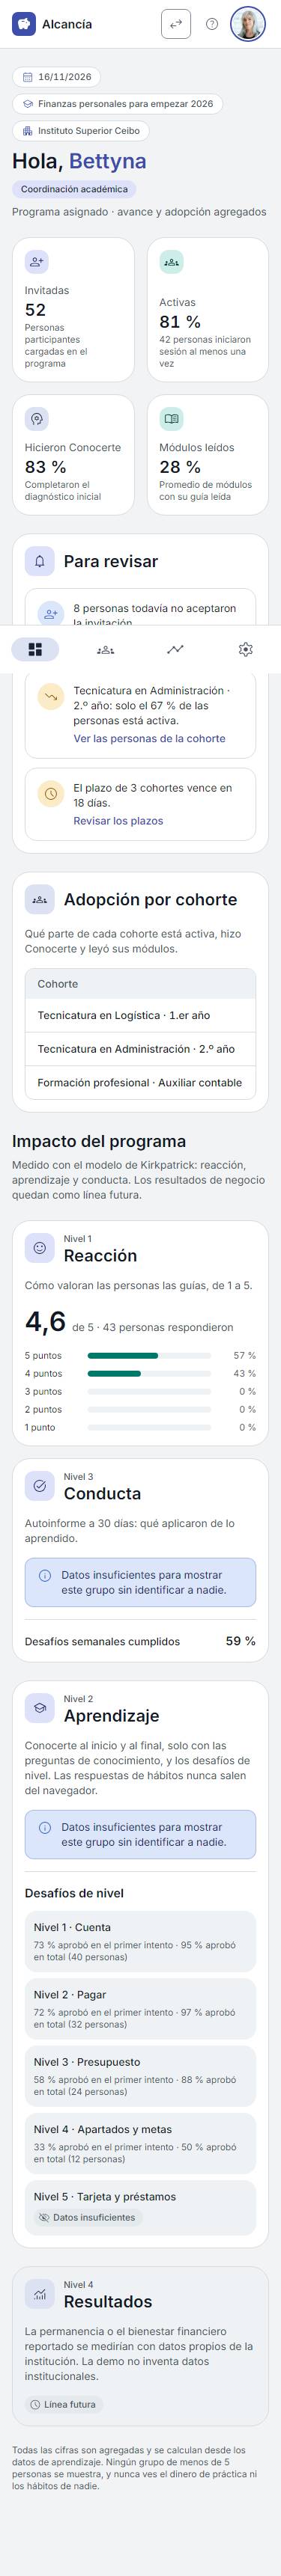 Alcancía
16/11/2026
Finanzas personales para empezar 2026
Instituto Superior Ceibo
Hola, Bettyna
Coordinación académica
Programa asignado · avance y adopción agregados
Invitadas
52
Personas
participantes
cargadas en el
programa
Activas
81 %
42 personas iniciaron
sesión al menos una
vez
Hicieron Conocerte
83 %
Completaron el
diagnóstico inicial
Módulos leídos
28 %
Promedio de módulos
con su guía leída
Para revisar
8 personas todavía no aceptaron
la invitación.
Tecnicatura en Administración ·
2.º año: solo el 67 % de las
personas está activa.
Ver las personas de la cohorte
El plazo de 3 cohortes vence en
18 días.
Revisar los plazos
Adopción por cohorte
Qué parte de cada cohorte está activa, hizo
Conocerte y leyó sus módulos.
Cohorte
Tecnicatura en Logística · 1.er año
Tecnicatura en Administración · 2.º año
Formación profesional · Auxiliar contable
Impacto del programa
Medido con el modelo de Kirkpatrick: reacción,
aprendizaje y conducta. Los resultados de negocio
quedan como línea futura.
Nivel 1
Reacción
Cómo valoran las personas las guías, de 1 a 5.
4,6 de 5 · 43 personas respondieron
5 puntos 57 %
4 puntos 43 %
3 puntos 0 %
2 puntos 0 %
1 punto 0 %
Nivel 3
Conducta
Autoinforme a 30 días: qué aplicaron de lo
aprendido.
Datos insuficientes para mostrar
este grupo sin identificar a nadie.
Desafíos semanales cumplidos 59 %
Nivel 2
Aprendizaje
Conocerte al inicio y al final, solo con las
preguntas de conocimiento, y los desafíos de
nivel. Las respuestas de hábitos nunca salen
del navegador.
Datos insuficientes para mostrar
este grupo sin identificar a nadie.
Desafíos de nivel
Nivel 1 · Cuenta
73 % aprobó en el primer intento · 95 % aprobó
en total (40 personas)
Nivel 2 · Pagar
72 % aprobó en el primer intento · 97 % aprobó
en total (32 personas)
Nivel 3 · Presupuesto
58 % aprobó en el primer intento · 88 % aprobó
en total (24 personas)
Nivel 4 · Apartados y metas
33 % aprobó en el primer intento · 50 % aprobó
en total (12 personas)
Nivel 5 · Tarjeta y préstamos
Datos insuficientes
Nivel 4
Resultados
La permanencia o el bienestar financiero
reportado se medirían con datos propios de la
institución. La demo no inventa datos
institucionales.
Línea futura
Todas las cifras son agregadas y se calculan desde los
datos de aprendizaje. Ningún grupo de menos de 5
personas se muestra, y nunca ves el dinero de práctica ni
los hábitos de nadie.